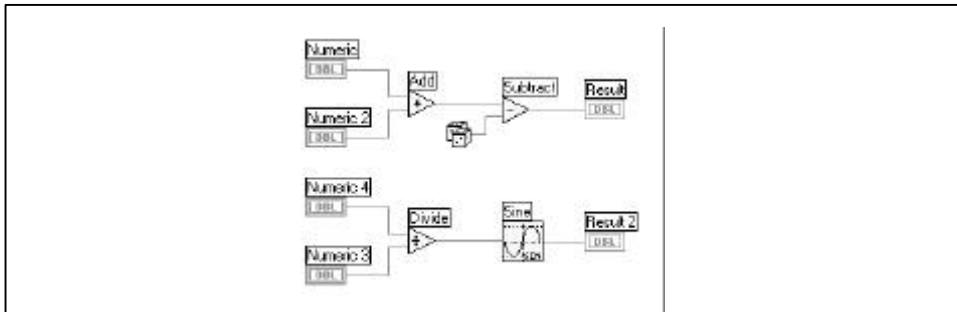 Numeric
DBL
Add
Subtract
Result
DBL
Numeric 2
DBL
Numeric 4
DBL
Divide
Sine
Result 2
DBL
Numeric 3
DBL